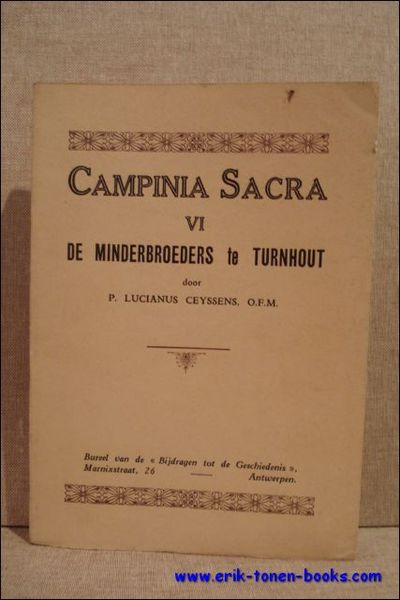 CAMPINIA SACRA
VI
DE MINDERBROEDERS te TURNHOUT
door
P. LUCIANUS CEYSSENS, O.F.M.
Bureel van de « Bijdragen tot de Geschiedenis »,
Marnixstraat, 26 — Antwerpen.
www.erik-tonen-books.com